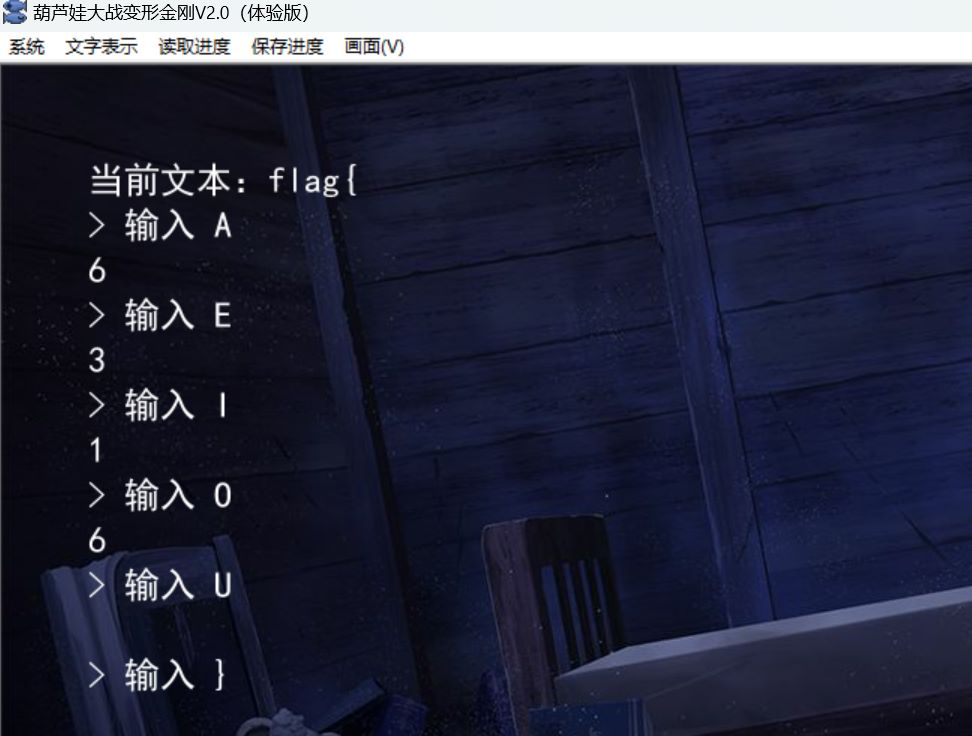 葫芦娃大战变形金刚V2.0（体验版）
系统 文字表示 读取进度 保存进度 画面(V)
当前文本：flag{
> 输入 A
6
> 输入 E
3
> 输入 I
1
> 输入 O
6
> 输入 U
> 输入 }